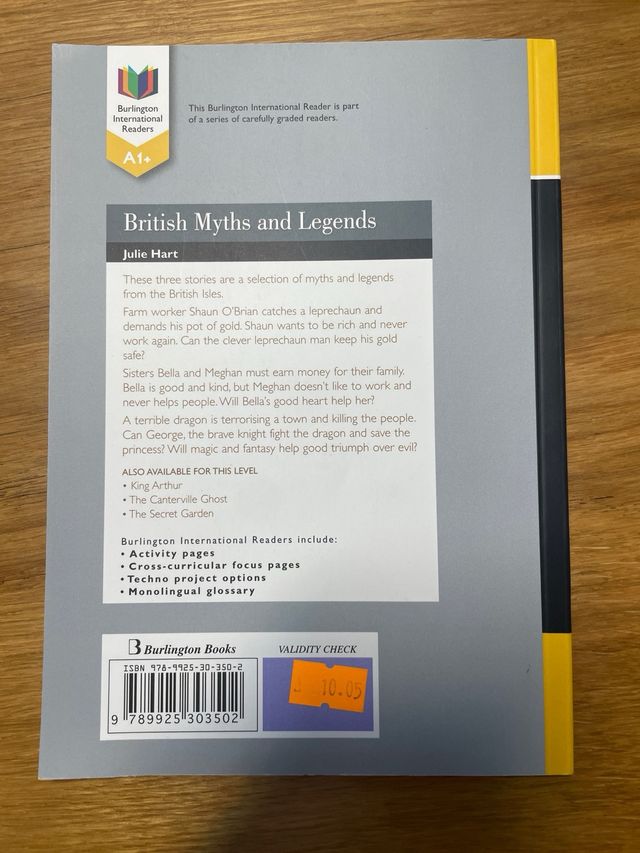 Burlington
International
Readers
A1+
This Burlington International Reader is part
of a series of carefully graded readers.
British Myths and Legends
Julie Hart
These three stories are a selection of myths and legends
from the British Isles.
Farm worker Shaun O'Brian catches a leprechaun and
demands his pot of gold. Shaun wants to be rich and never
work again. Can the clever leprechaun man keep his gold
safe?
Sisters Bella and Meghan must earn money for their family.
Bella is good and kind, but Meghan doesn't like to work and
never helps people. Will Bella's good heart help her?
A terrible dragon is terrorising a town and killing the people.
Can George, the brave knight fight the dragon and save the
princess? Will magic and fantasy help good triumph over evil?
ALSO AVAILABLE FOR THIS LEVEL
• King Arthur
• The Canterville Ghost
• The Secret Garden
Burlington International Readers include:
• Activity pages
• Cross-curricular focus pages
• Techno project options
• Monolingual glossary
B Burlington Books
VALIDITY CHECK
ISBN 978-9925-30-350-2
9 789925 303502
10.05